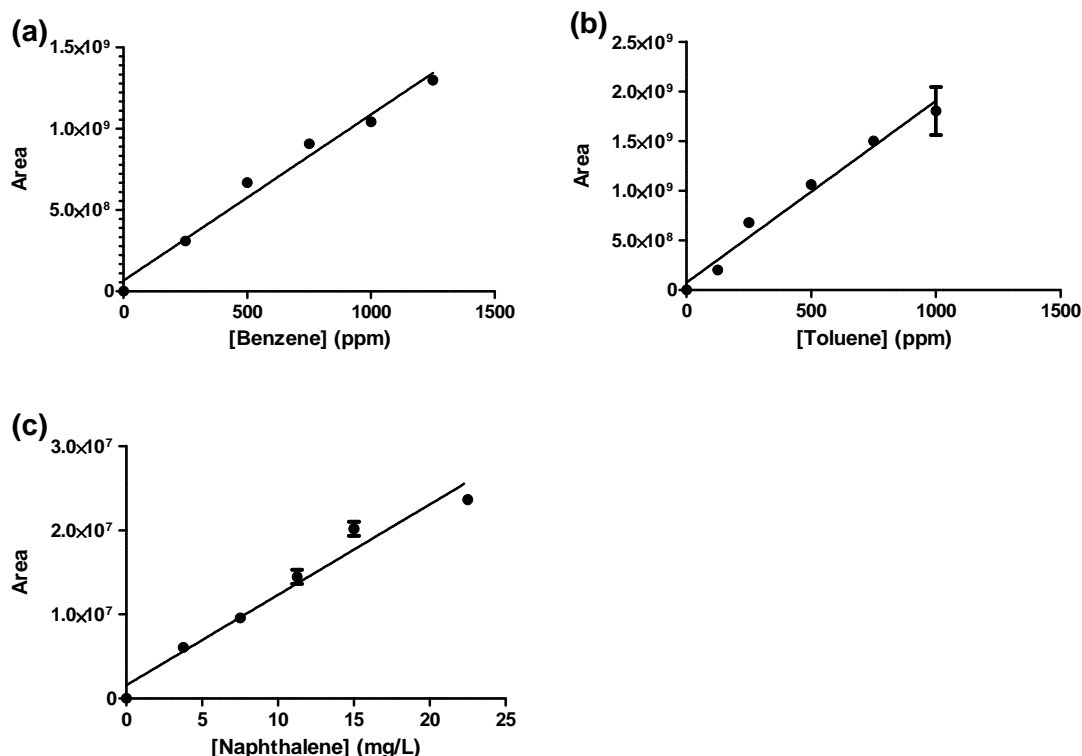 (a)
1.5×10⁹
1.0×10⁹
5.0×10⁸
0
Area
0 500 1000 1500
[Benzene] (ppm)
(b)
2.5×10⁹
2.0×10⁹
1.5×10⁹
1.0×10⁹
5.0×10⁸
0
Area
0 500 1000 1500
[Toluene] (ppm)
(c)
3.0×10⁷
2.0×10⁷
1.0×10⁷
0
Area
0 5 10 15 20 25
[Naphthalene] (mg/L)